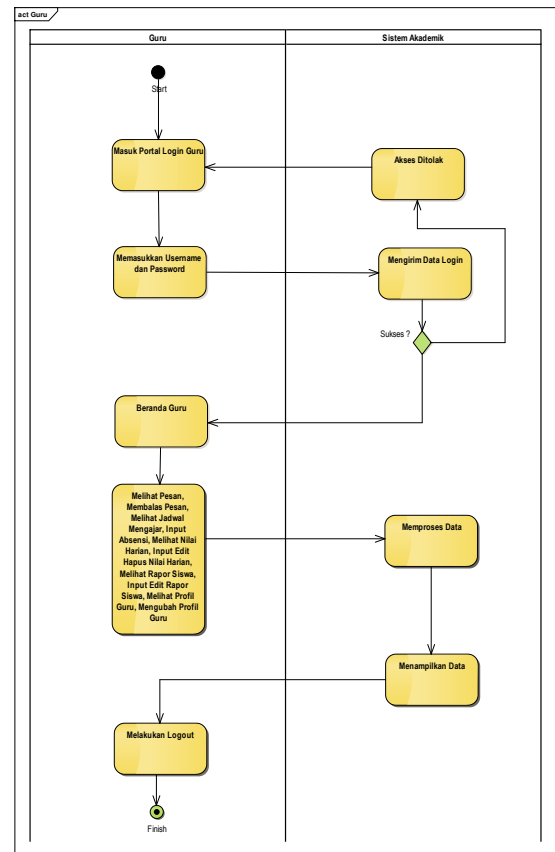 act Guru
Guru
Sistem Akademik
Start
Masuk Portal Login Guru
Akses Ditolak
Memasukkan Username
dan Password
Mengirim Data Login
Sukses ?
Beranda Guru
Melihat Pesan,
Membalas Pesan,
Melihat Jadwal
Mengajar, Input
Absensi, Melihat Nilai
Harian, Input Edit
Hapus Nilai Harian,
Melihat Rapor Siswa,
Input Edit Rapor
Siswa, Melihat Profil
Guru, Mengubah Profil
Guru
Memproses Data
Menampilkan Data
Melakukan Logout
Finish